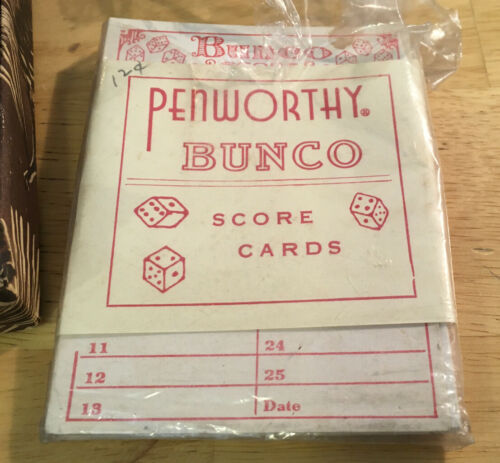 BUNCO
12¢
PENWORTHY®
BUNCO
SCORE
CARDS
11 24
12 25
13 Date